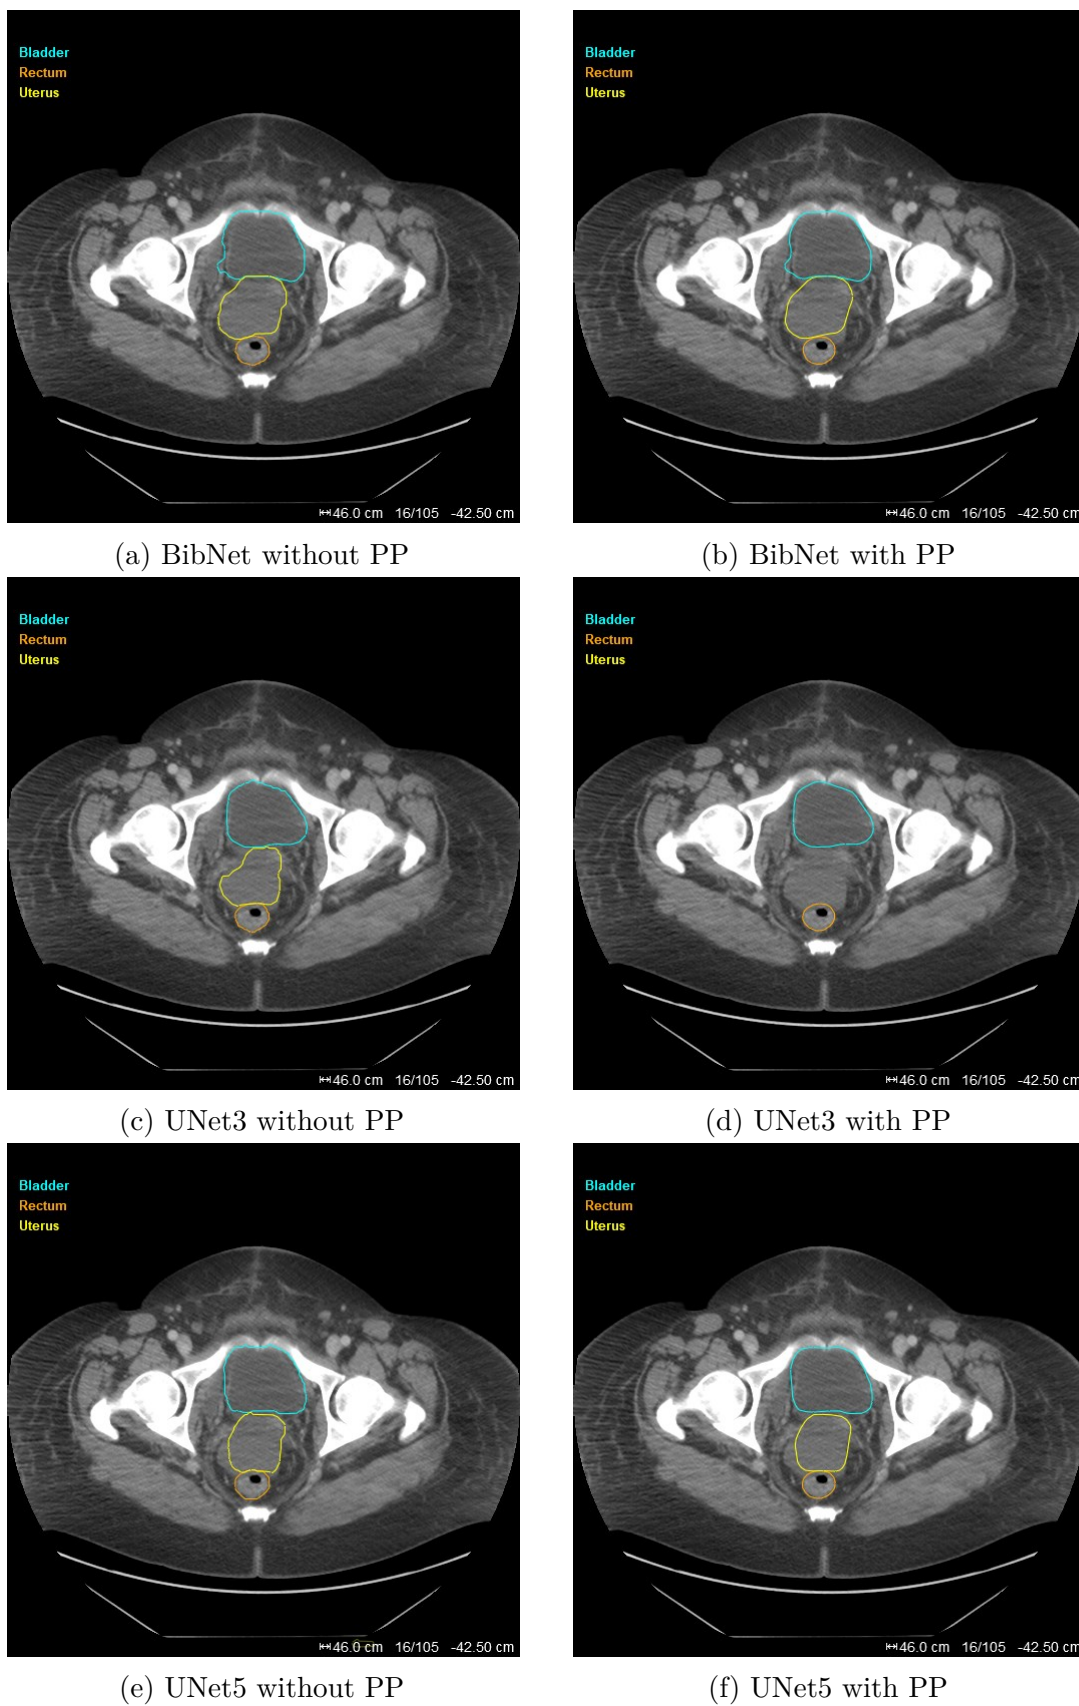 Bladder
Rectum
Uterus
46.0 cm 16/105 -42.50 cm
Bladder
Rectum
Uterus
46.0 cm 16/105 -42.50 cm
(a) BibNet without PP
(b) BibNet with PP
Bladder
Rectum
Uterus
46.0 cm 16/105 -42.50 cm
Bladder
Rectum
Uterus
46.0 cm 16/105 -42.50 cm
(c) UNet3 without PP
(d) UNet3 with PP
Bladder
Rectum
Uterus
46.0 cm 16/105 -42.50 cm
Bladder
Rectum
Uterus
46.0 cm 16/105 -42.50 cm
(e) UNet5 without PP
(f) UNet5 with PP